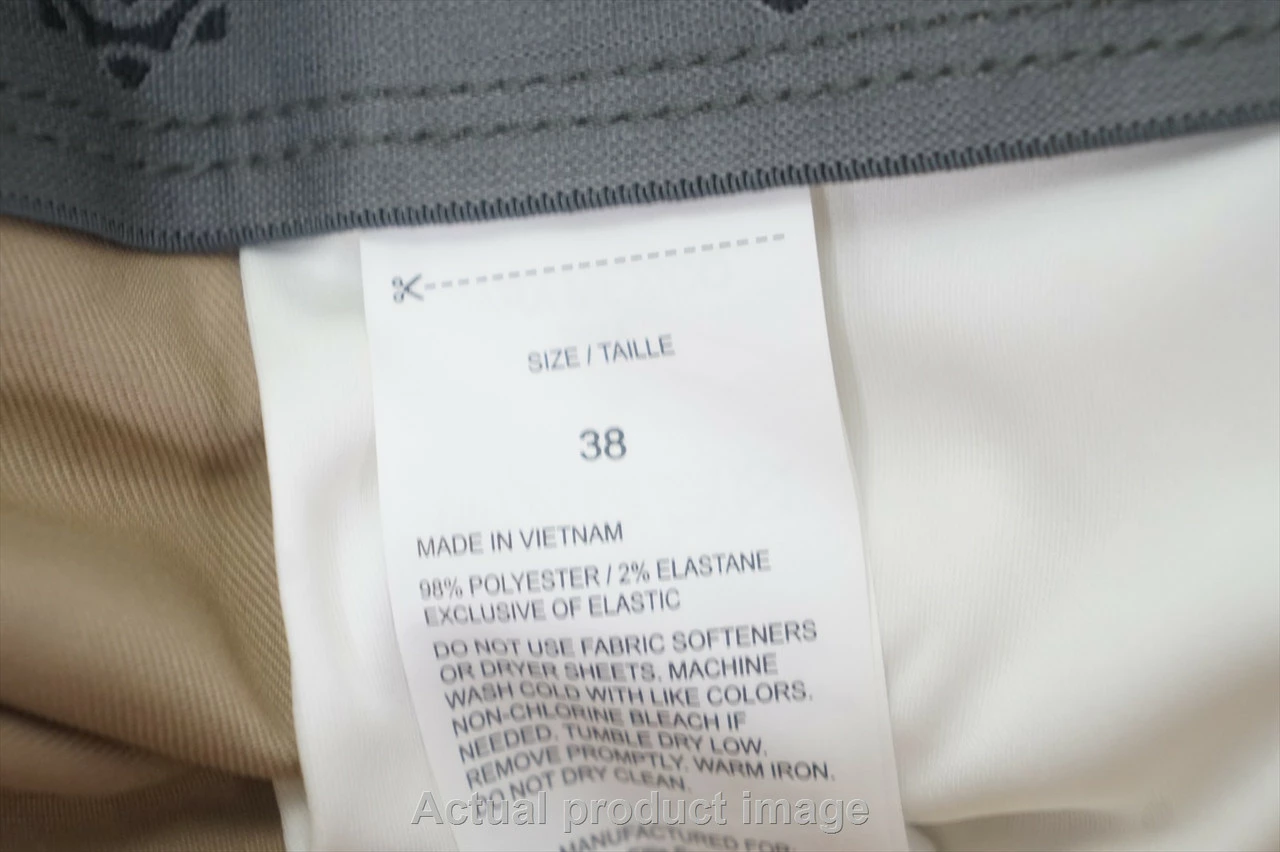 SIZE / TAILLE
38
MADE IN VIETNAM
98% POLYESTER / 2% ELASTANE
EXCLUSIVE OF ELASTIC
DO NOT USE FABRIC SOFTENERS
OR DRYER SHEETS. MACHINE
WASH COLD WITH LIKE COLORS.
NON-CHLORINE BLEACH IF
NEEDED. TUMBLE DRY LOW.
REMOVE PROMPTLY. WARM IRON.
DO NOT DRY CLEAN.
Actual product image
MANUFACTURED FOR: